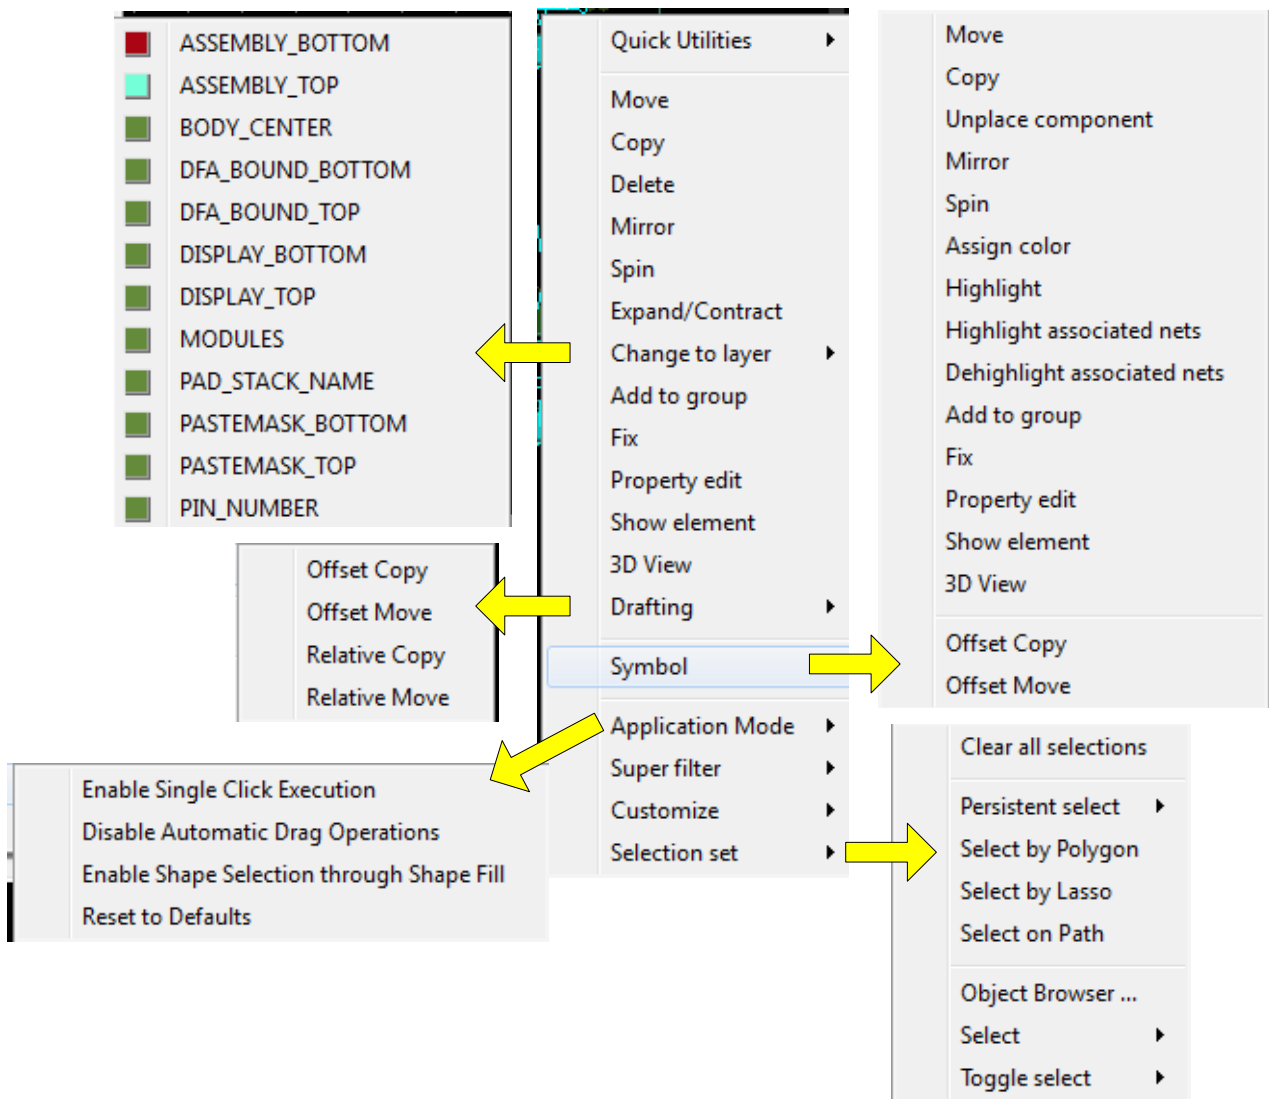 ASSEMBLY_BOTTOM
ASSEMBLY_TOP
BODY_CENTER
DFA_BOUND_BOTTOM
DFA_BOUND_TOP
DISPLAY_BOTTOM
DISPLAY_TOP
MODULES
PAD_STACK_NAME
PASTEMASK_BOTTOM
PASTEMASK_TOP
PIN_NUMBER
Offset Copy
Offset Move
Relative Copy
Relative Move
Enable Single Click Execution
Disable Automatic Drag Operations
Enable Shape Selection through Shape Fill
Reset to Defaults
Quick Utilities
Move
Copy
Delete
Mirror
Spin
Expand/Contract
Change to layer
Add to group
Fix
Property edit
Show element
3D View
Drafting
Symbol
Application Mode
Super filter
Customize
Selection set
Move
Copy
Unplace component
Mirror
Spin
Assign color
Highlight
Highlight associated nets
Dehighlight associated nets
Add to group
Fix
Property edit
Show element
3D View
Offset Copy
Offset Move
Clear all selections
Persistent select
Select by Polygon
Select by Lasso
Select on Path
Object Browser ...
Select
Toggle select